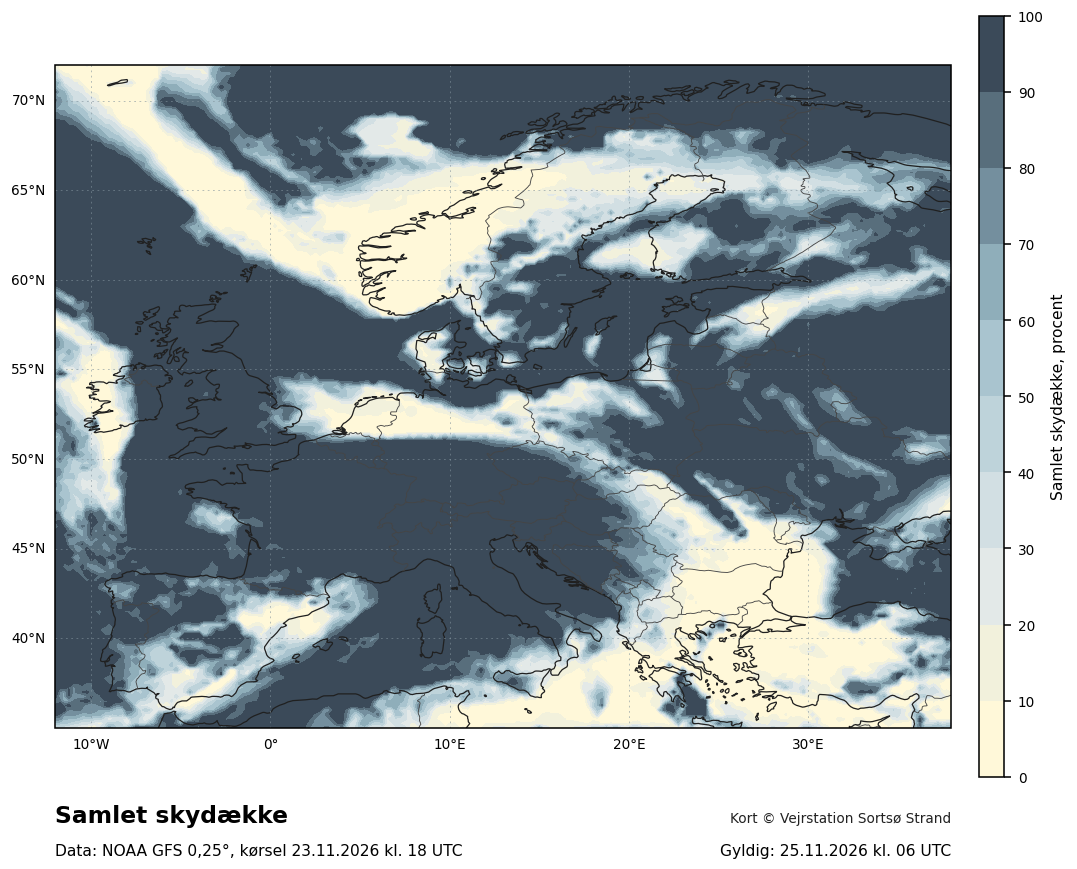 100
90
80
70
60
50
40
30
20
10
0
Samlet skydække, procent
70°N
65°N
60°N
55°N
50°N
45°N
40°N
10°W
0°
10°E
20°E
30°E
Samlet skydække
Kort © Vejrstation Sortsø Strand
Data: NOAA GFS 0,25°, kørsel 23.11.2026 kl. 18 UTC
Gyldig: 25.11.2026 kl. 06 UTC